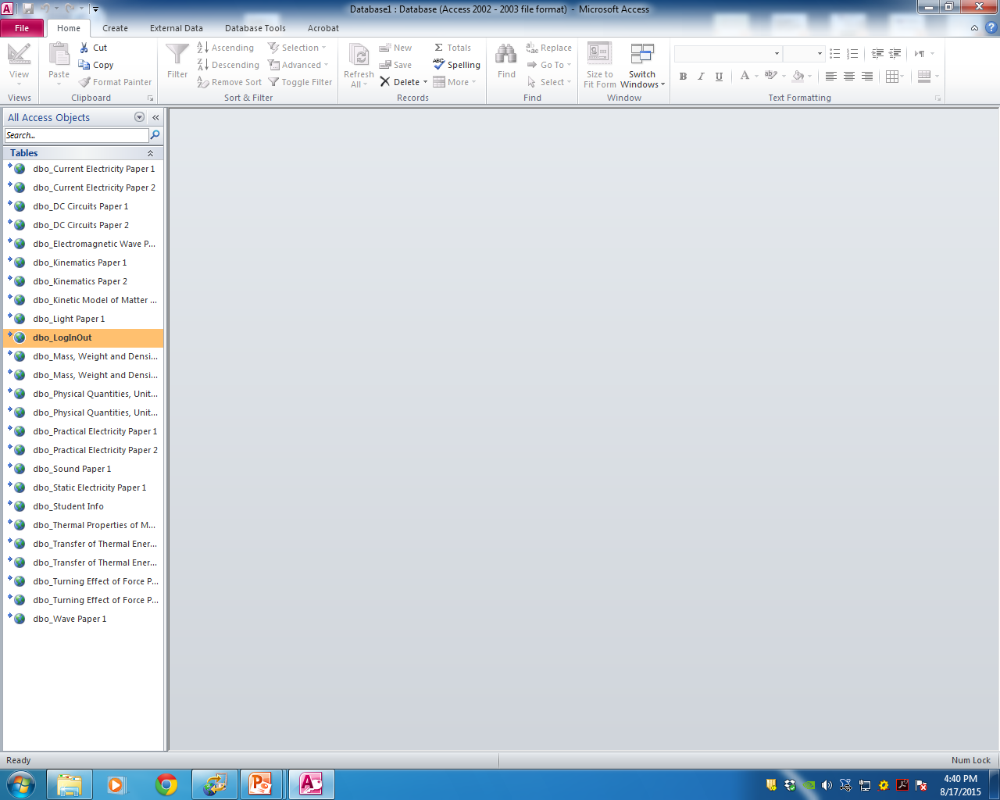 Database1 : Database (Access 2002 - 2003 file format) - Microsoft Access
File Home Create External Data Database Tools Acrobat
View
Views
Paste
Cut
Copy
Format Painter
Clipboard
Filter
Ascending
Descending
Remove Sort
Selection
Advanced
Toggle Filter
Sort & Filter
Refresh
All
New
Save
Delete
Totals
Spelling
More
Records
Find
Replace
Go To
Select
Find
Size to
Fit Form
Switch
Windows
Window
B I U A
Text Formatting
All Access Objects
Search...
Tables
dbo_Current Electricity Paper 1
dbo_Current Electricity Paper 2
dbo_DC Circuits Paper 1
dbo_DC Circuits Paper 2
dbo_Electromagnetic Wave P...
dbo_Kinematics Paper 1
dbo_Kinematics Paper 2
dbo_Kinetic Model of Matter ...
dbo_Light Paper 1
dbo_LogInOut
dbo_Mass, Weight and Densi...
dbo_Mass, Weight and Densi...
dbo_Physical Quantities, Unit...
dbo_Physical Quantities, Unit...
dbo_Practical Electricity Paper 1
dbo_Practical Electricity Paper 2
dbo_Sound Paper 1
dbo_Static Electricity Paper 1
dbo_Student Info
dbo_Thermal Properties of M...
dbo_Transfer of Thermal Ener...
dbo_Transfer of Thermal Ener...
dbo_Turning Effect of Force P...
dbo_Turning Effect of Force P...
dbo_Wave Paper 1
Ready
Num Lock
4:40 PM
8/17/2015